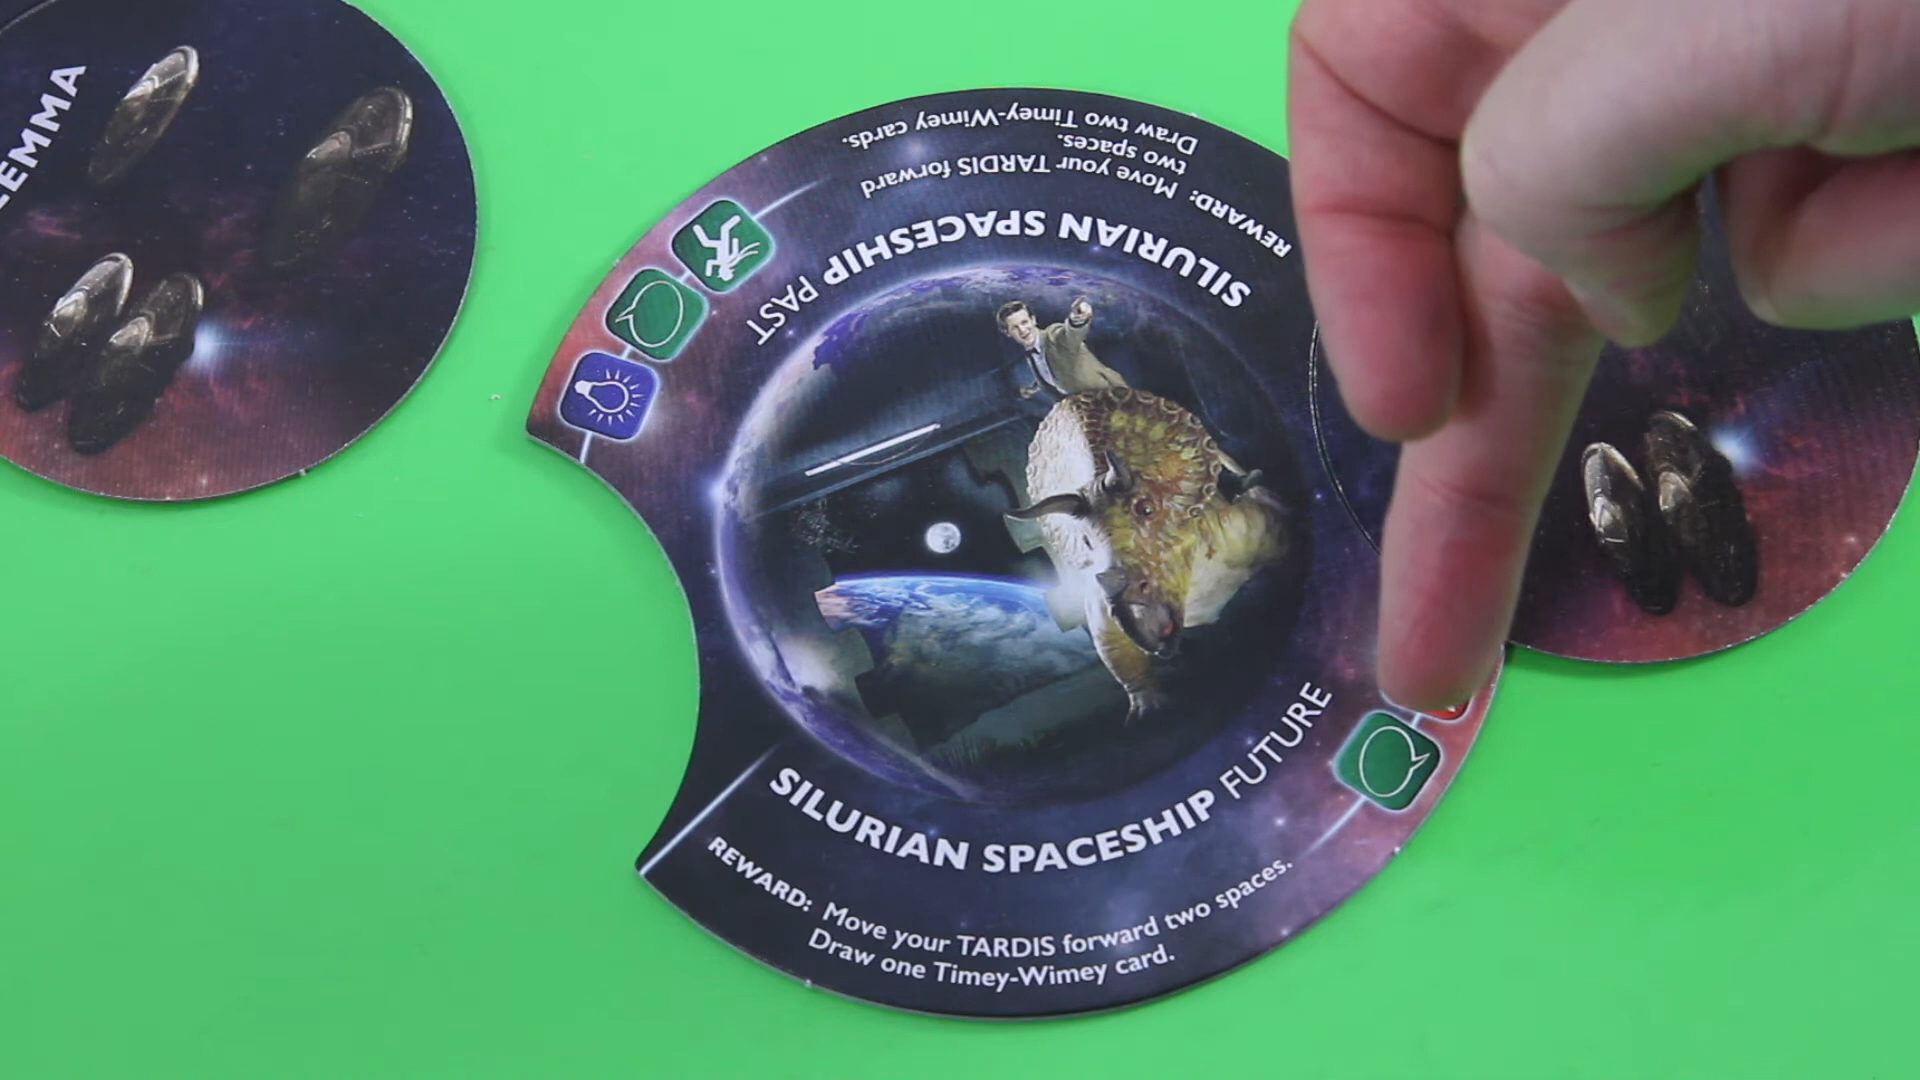 SILURIAN SPACESHIP FUTURE
REWARD: Move your TARDIS forward two spaces.
Draw one Timey-Wimey card.
SILURIAN SPACESHIP PAST
REWARD: Move your TARDIS forward
two spaces.
Draw two Timey-Wimey cards.